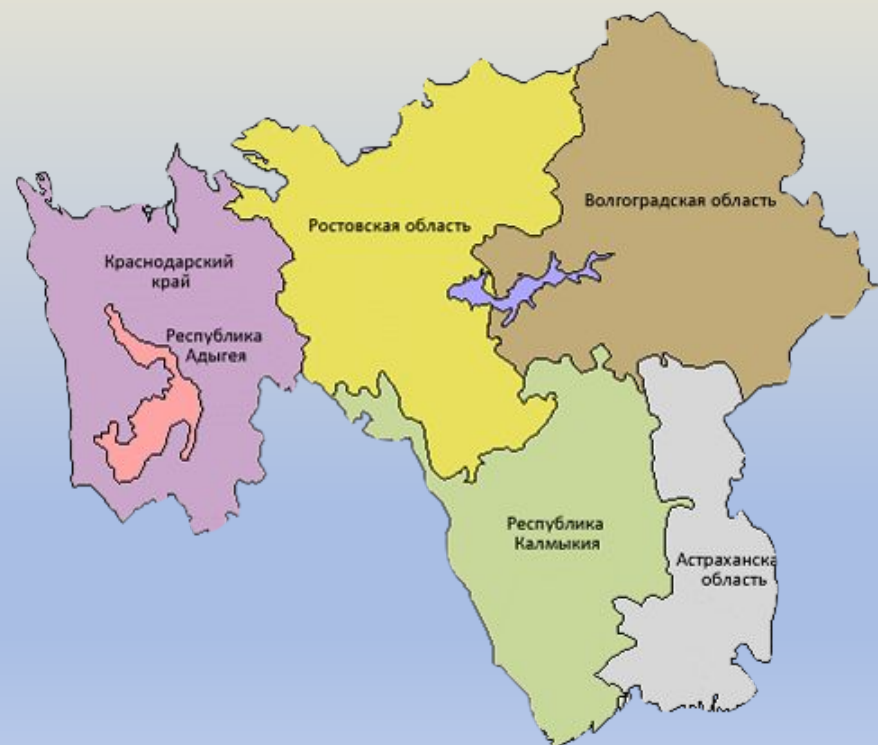 Волгоградская область
Ростовская область
Краснодарский
край
Республика
Адыгея
Республика
Калмыкия
Астраханска
область